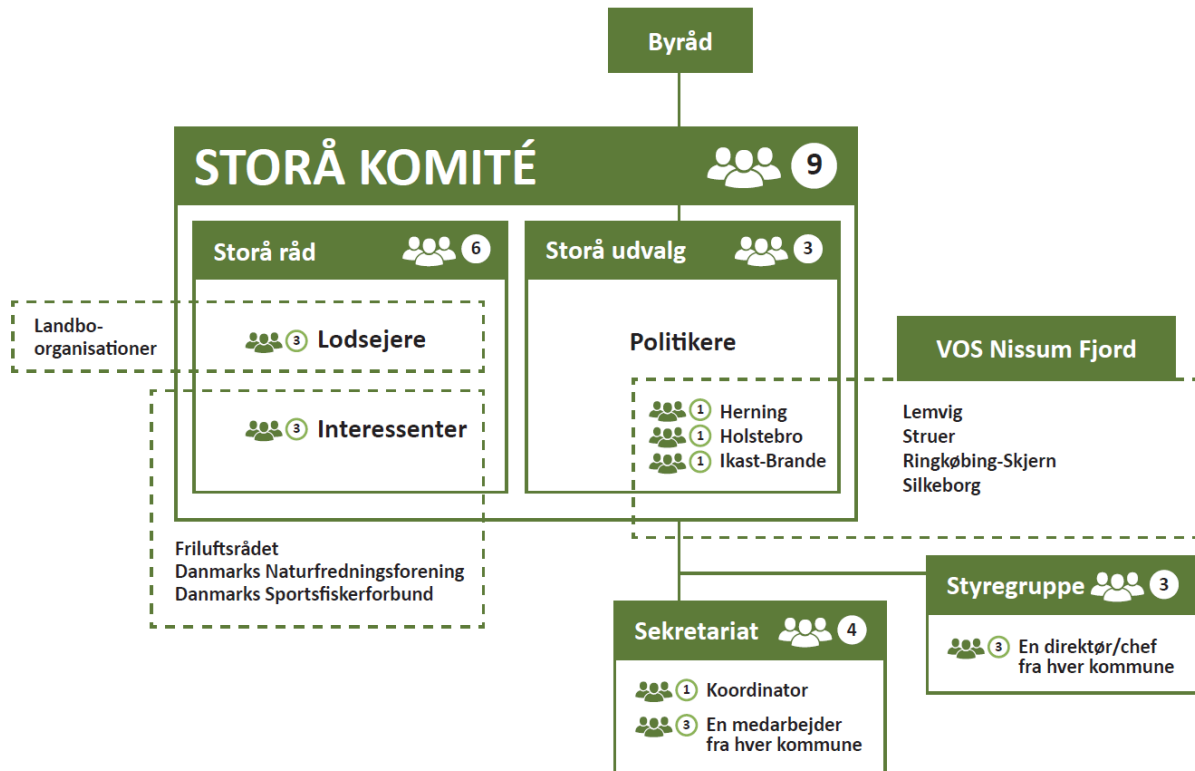 Byråd
STORÅ KOMITÉ 9
Storå råd 6
Storå udvalg 3
Landbo-
organisationer
3 Lodsejere
3 Interessenter
Friluftsrådet
Danmarks Naturfredningsforening
Danmarks Sportsfiskerforbund
Politikere
1 Herning
1 Holstebro
1 Ikast-Brande
VOS Nissum Fjord
Lemvig
Struer
Ringkøbing-Skjern
Silkeborg
Styregruppe 3
3 En direktør/chef
fra hver kommune
Sekretariat 4
1 Koordinator
3 En medarbejder
fra hver kommune